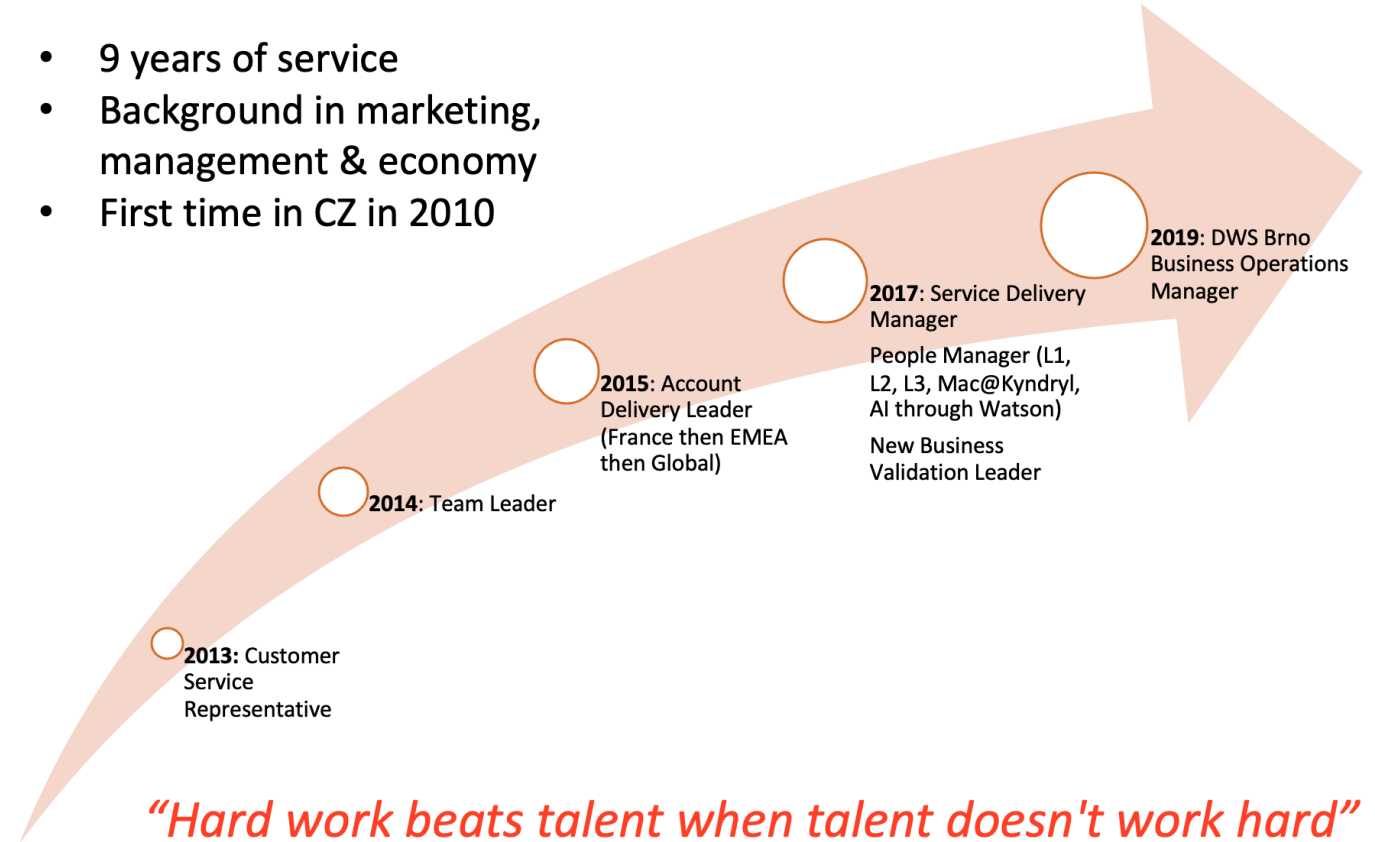 • 9 years of service
• Background in marketing,
management & economy
• First time in CZ in 2010
2013: Customer
Service
Representative
2014: Team Leader
2015: Account
Delivery Leader
(France then EMEA
then Global)
2017: Service Delivery
Manager
People Manager (L1,
L2, L3, Mac@Kyndryl,
AI through Watson)
New Business
Validation Leader
2019: DWS Brno
Business Operations
Manager
“Hard work beats talent when talent doesn't work hard”